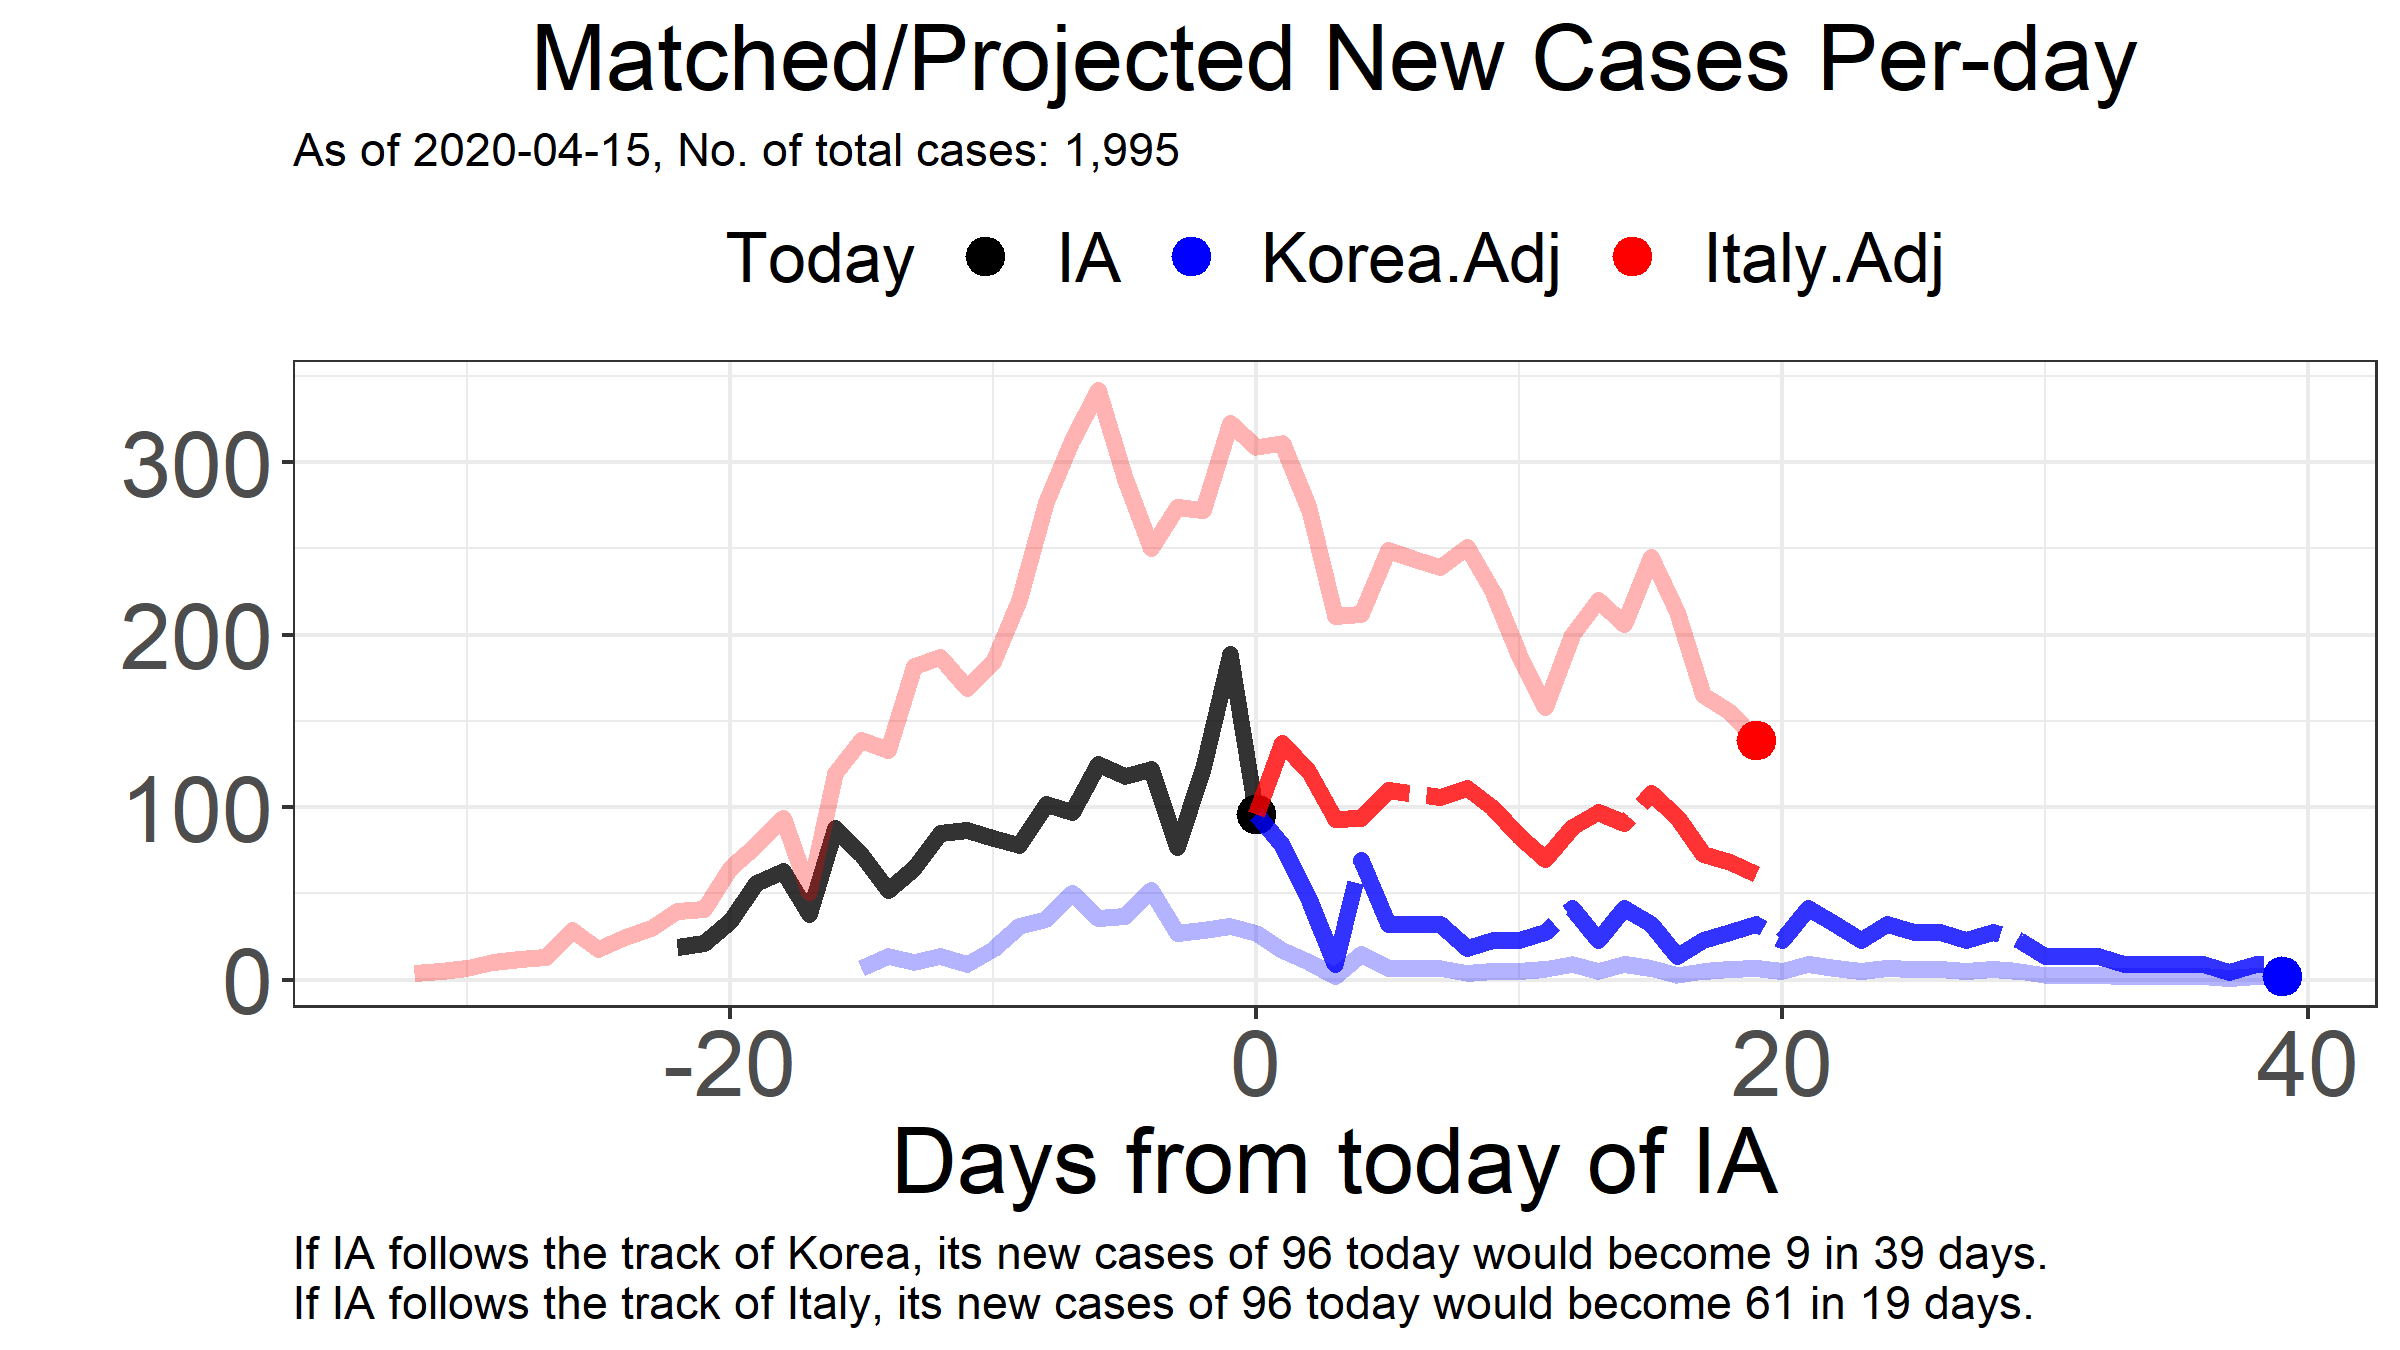 Matched/Projected New Cases Per-day
As of 2020-04-15, No. of total cases: 1,995
Today IA Korea.Adj Italy.Adj
300
200
100
0
-20 0 20 40
Days from today of IA
If IA follows the track of Korea, its new cases of 96 today would become 9 in 39 days.
If IA follows the track of Italy, its new cases of 96 today would become 61 in 19 days.